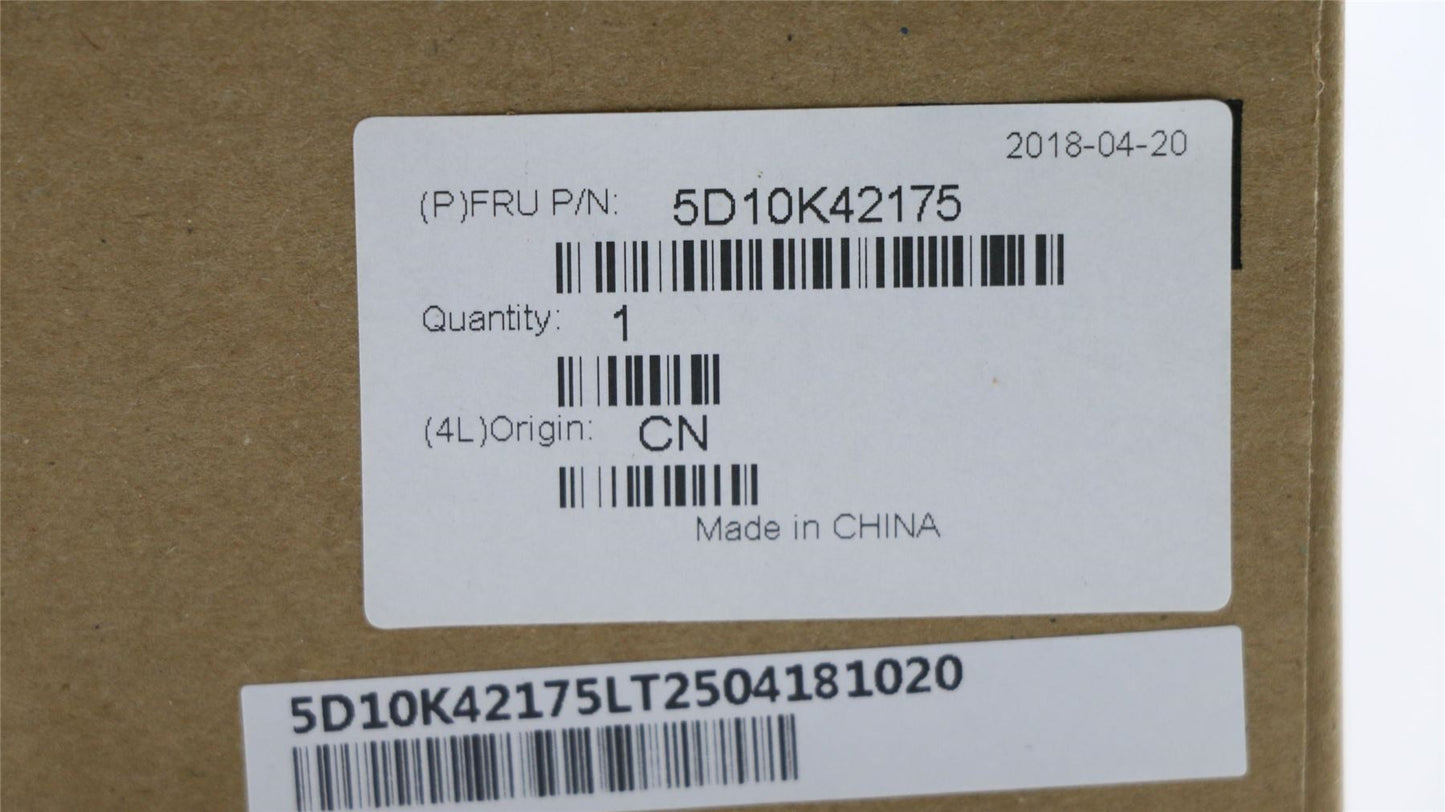 2018-04-20
(P)FRU P/N: 5D10K42175
Quantity: 1
(4L)Origin: CN
Made in CHINA
5D10K42175LT2504181020